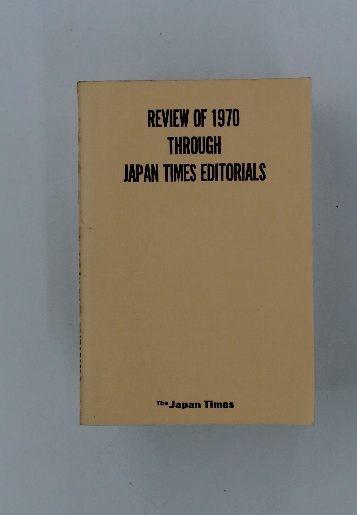 REVIEW OF 1970
THROUGH
JAPAN TIMES EDITORIALS
The Japan Times